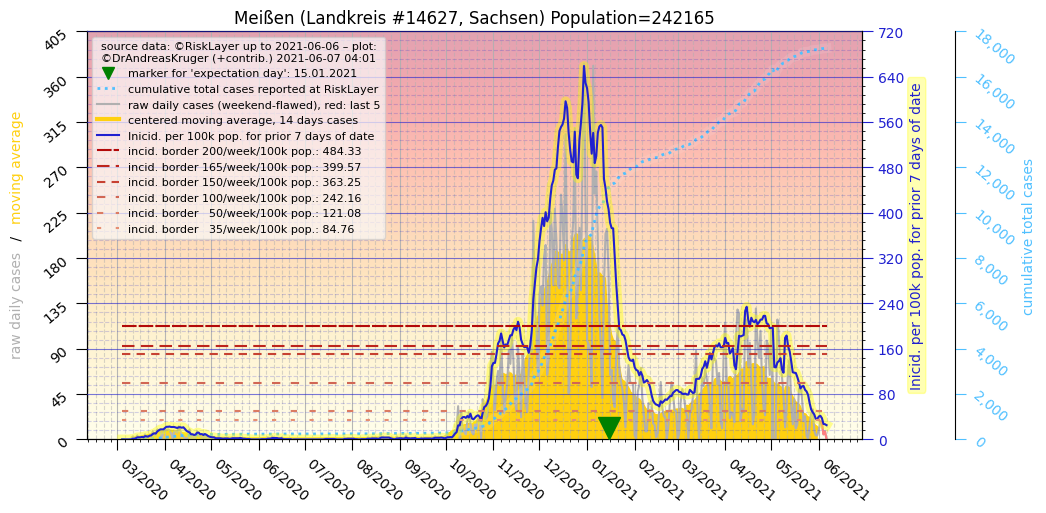 Meißen (Landkreis #14627, Sachsen) Population=242165
source data: ©RiskLayer up to 2021-06-06 – plot:
©DrAndreasKruger (+contrib.) 2021-06-07 04:01
marker for 'expectation day': 15.01.2021
cumulative total cases reported at RiskLayer
raw daily cases (weekend-flawed), red: last 5
centered moving average, 14 days cases
Inicid. per 100k pop. for prior 7 days of date
incid. border 200/week/100k pop.: 484.33
incid. border 165/week/100k pop.: 399.57
incid. border 150/week/100k pop.: 363.25
incid. border 100/week/100k pop.: 242.16
incid. border 50/week/100k pop.: 121.08
incid. border 35/week/100k pop.: 84.76
raw daily cases / moving average
405
360
315
270
225
180
135
90
45
0
720
640
560
480
400
320
240
160
80
0
Inicid. per 100k pop. for prior 7 days of date
18,000
16,000
14,000
12,000
10,000
8,000
6,000
4,000
2,000
0
cumulative total cases
03/2020
04/2020
05/2020
06/2020
07/2020
08/2020
09/2020
10/2020
11/2020
12/2020
01/2021
02/2021
03/2021
04/2021
05/2021
06/2021